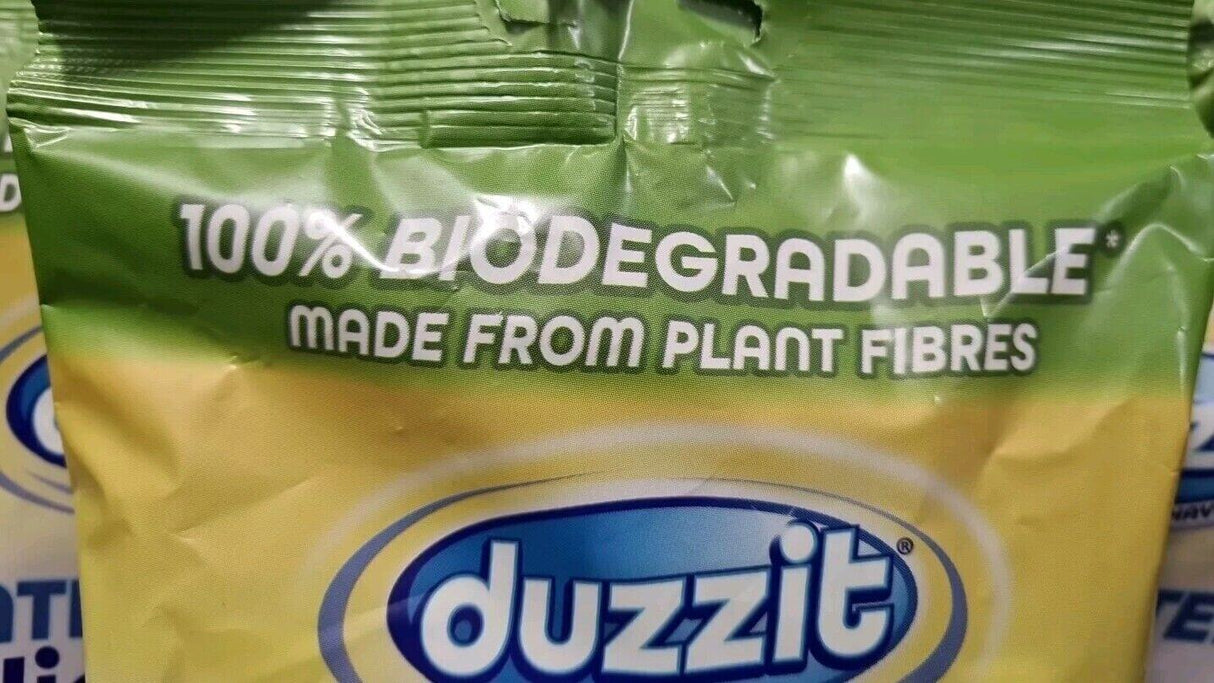 100% BIODEGRADABLE*
MADE FROM PLANT FIBRES
duzzit®